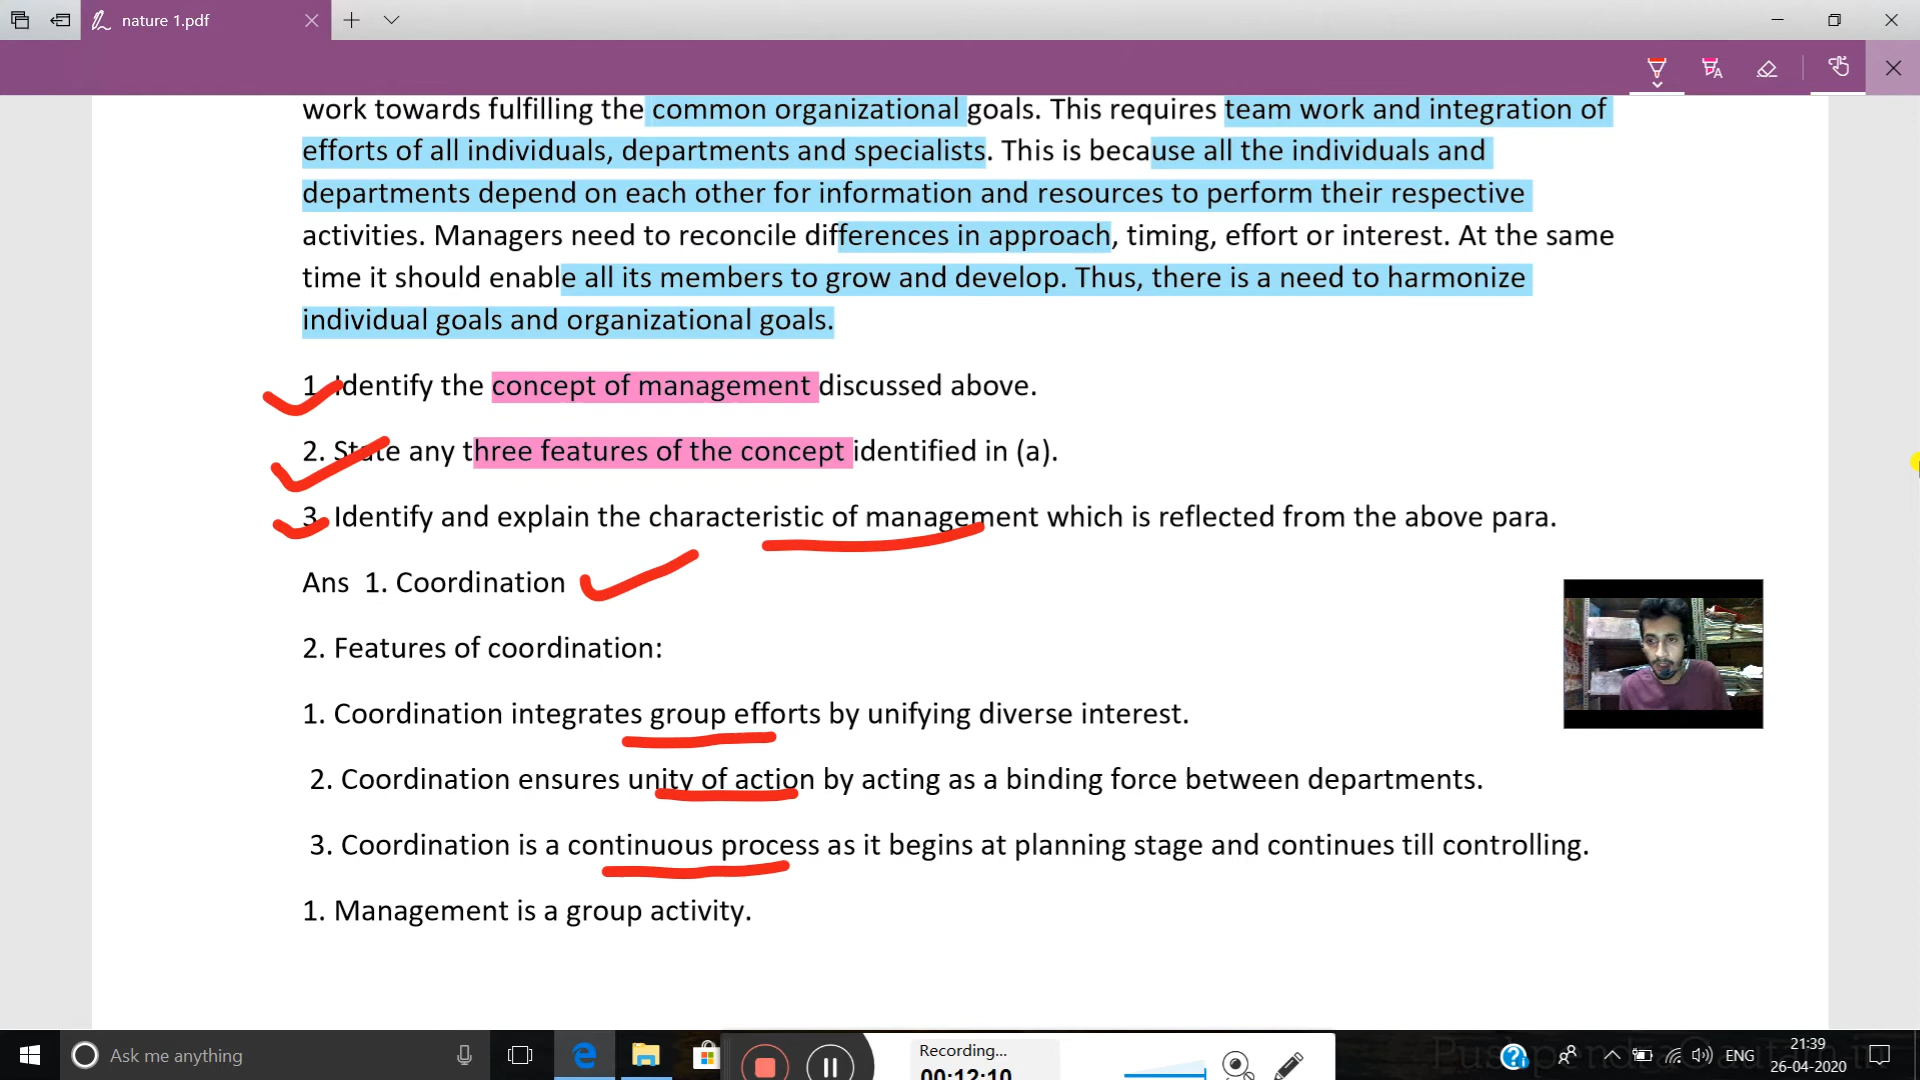 nature 1.pdf
work towards fulfilling the common organizational goals. This requires team work and integration of
efforts of all individuals, departments and specialists. This is because all the individuals and
departments depend on each other for information and resources to perform their respective
activities. Managers need to reconcile differences in approach, timing, effort or interest. At the same
time it should enable all its members to grow and develop. Thus, there is a need to harmonize
individual goals and organizational goals.
1. Identify the concept of management discussed above.
2. State any three features of the concept identified in (a).
3. Identify and explain the characteristic of management which is reflected from the above para.
Ans 1. Coordination
2. Features of coordination:
1. Coordination integrates group efforts by unifying diverse interest.
2. Coordination ensures unity of action by acting as a binding force between departments.
3. Coordination is a continuous process as it begins at planning stage and continues till controlling.
1. Management is a group activity.
Ask me anything
Recording...
00:12:10
ENG
21:39
26-04-2020